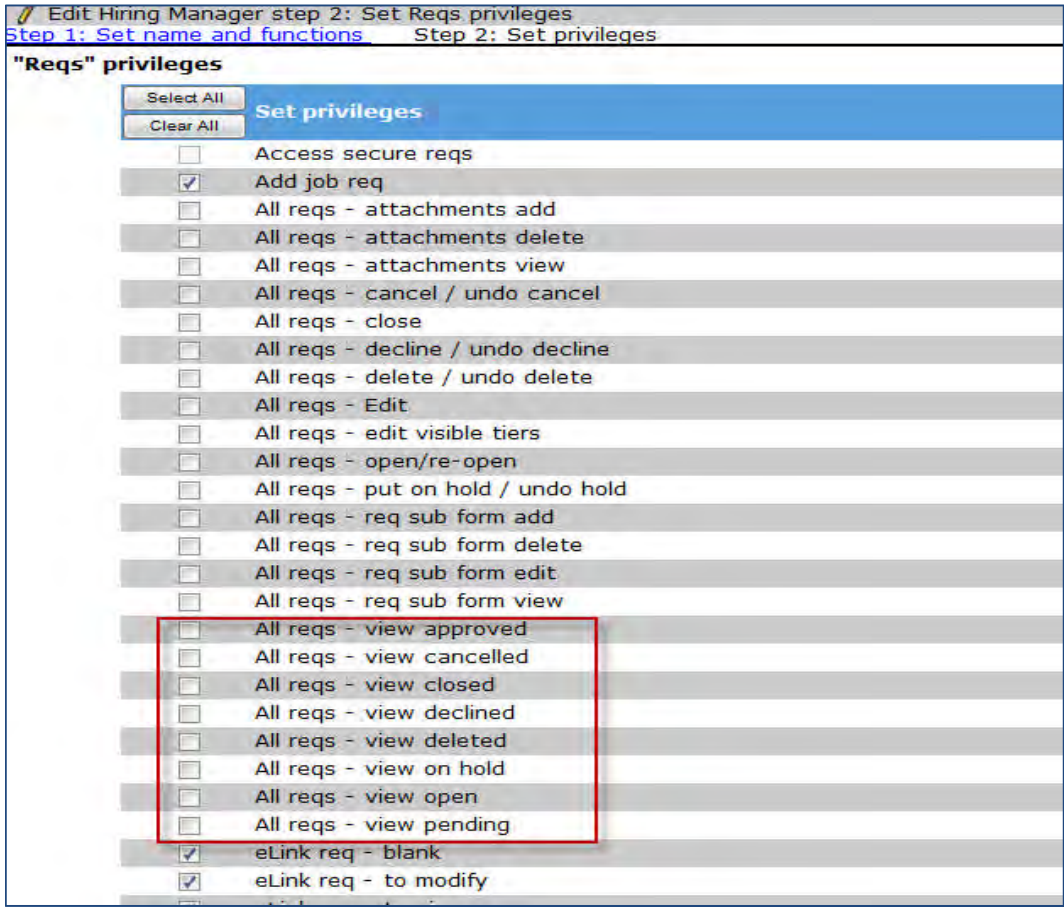 Edit Hiring Manager step 2: Set Reqs privileges
Step 1: Set name and functions Step 2: Set privileges
"Reqs" privileges
Select All
Set privileges
Clear All
Access secure reqs
Add job req
All reqs - attachments add
All reqs - attachments delete
All reqs - attachments view
All reqs - cancel / undo cancel
All reqs - close
All reqs - decline / undo decline
All reqs - delete / undo delete
All reqs - Edit
All reqs - edit visible tiers
All reqs - open/re-open
All reqs - put on hold / undo hold
All reqs - req sub form add
All reqs - req sub form delete
All reqs - req sub form edit
All reqs - req sub form view
All reqs - view approved
All reqs - view cancelled
All reqs - view closed
All reqs - view declined
All reqs - view deleted
All reqs - view on hold
All reqs - view open
All reqs - view pending
eLink req - blank
eLink req - to modify